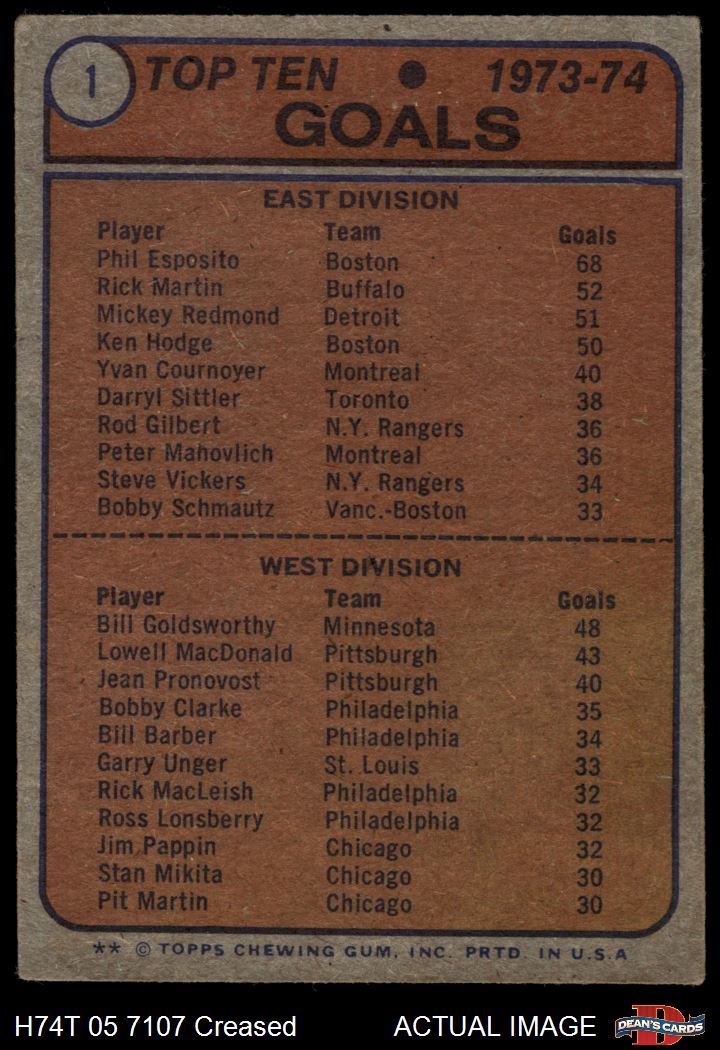 1 TOP TEN • 1973-74
GOALS
EAST DIVISION
Player Team Goals
Phil Esposito Boston 68
Rick Martin Buffalo 52
Mickey Redmond Detroit 51
Ken Hodge Boston 50
Yvan Cournoyer Montreal 40
Darryl Sittler Toronto 38
Rod Gilbert N.Y. Rangers 36
Peter Mahovlich Montreal 36
Steve Vickers N.Y. Rangers 34
Bobby Schmautz Vanc.-Boston 33
WEST DIVISION
Player Team Goals
Bill Goldsworthy Minnesota 48
Lowell MacDonald Pittsburgh 43
Jean Pronovost Pittsburgh 40
Bobby Clarke Philadelphia 35
Bill Barber Philadelphia 34
Garry Unger St. Louis 33
Rick MacLeish Philadelphia 32
Ross Lonsberry Philadelphia 32
Jim Pappin Chicago 32
Stan Mikita Chicago 30
Pit Martin Chicago 30
** © TOPPS CHEWING GUM, INC. PRTD. IN U.S.A
H74T 05 7107 Creased ACTUAL IMAGE D DEAN'S CARDS